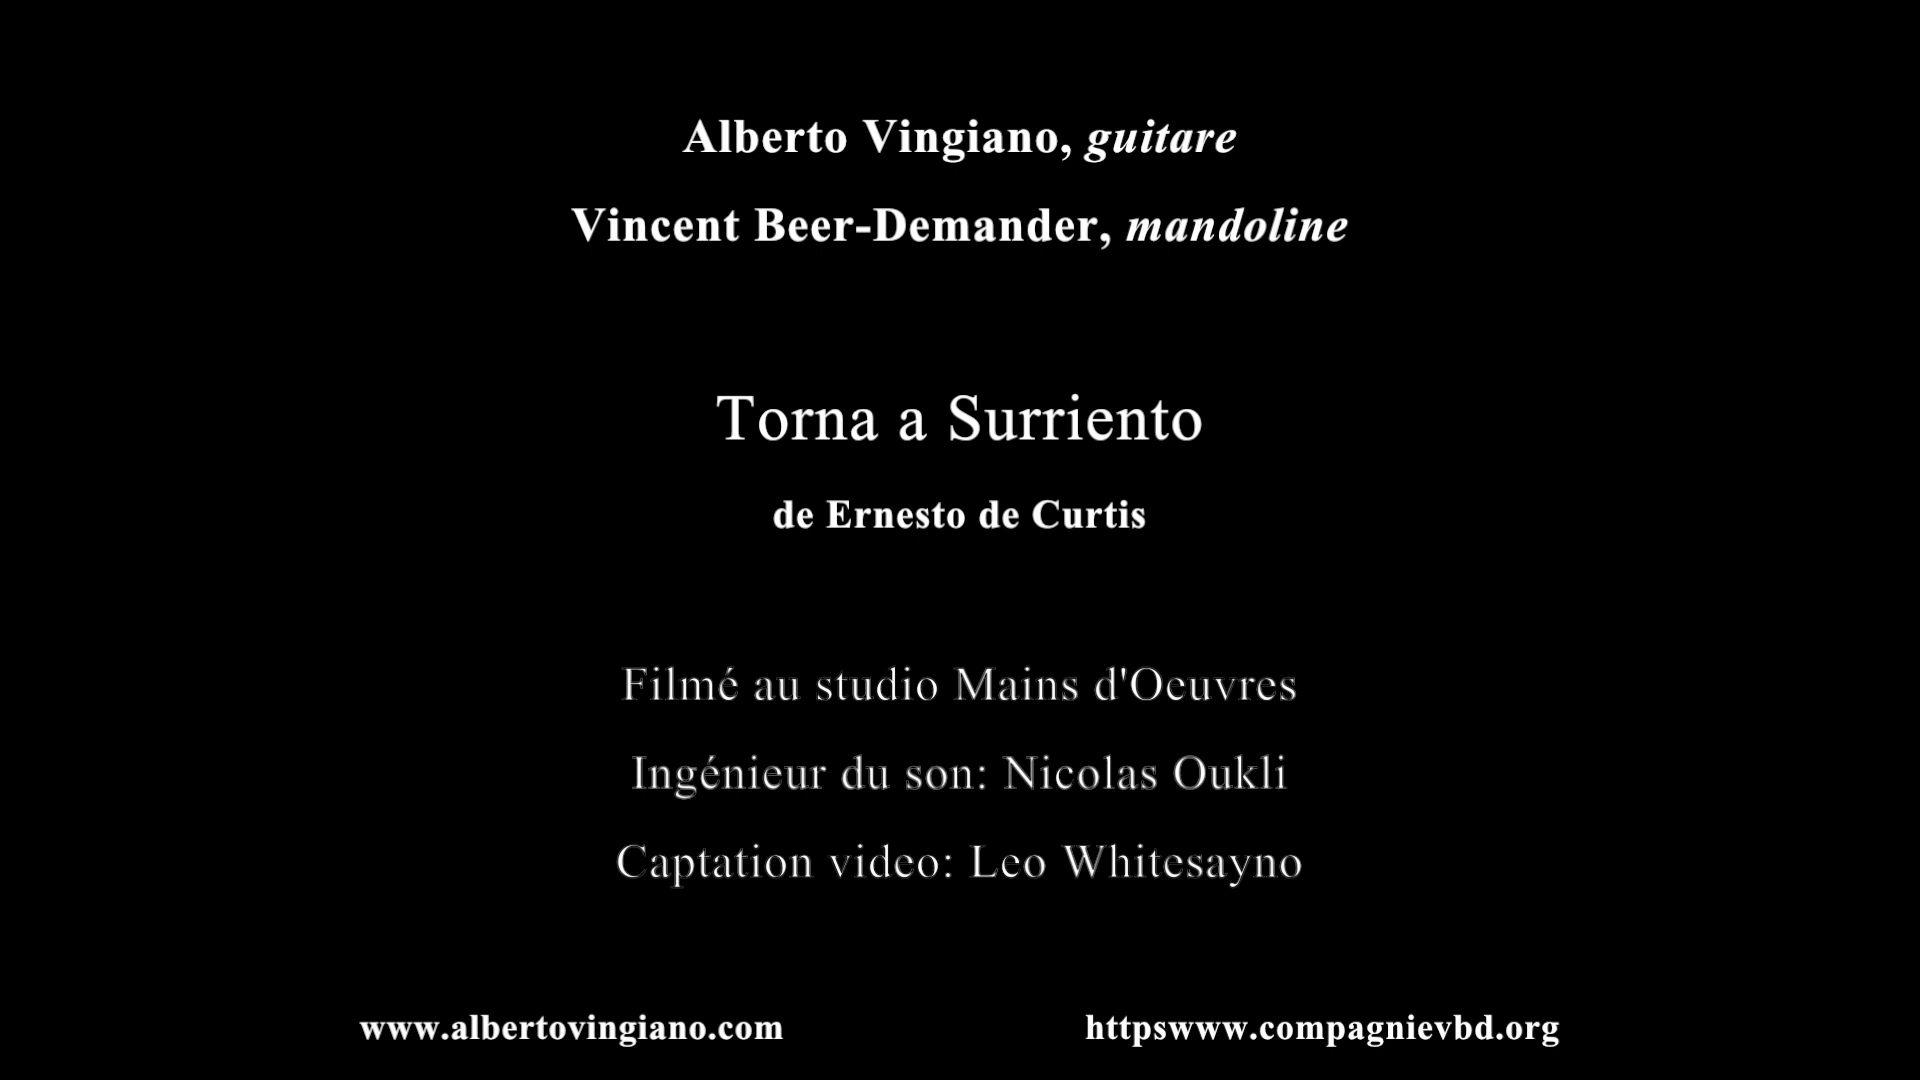 Alberto Vingiano, guitare
Vincent Beer-Demander, mandoline
Torna a Surriento
de Ernesto de Curtis
Filmé au studio Mains d'Oeuvres
Ingénieur du son: Nicolas Oukli
Captation video: Leo Whitesayno
www.albertovingiano.com
httpswww.compagnievbd.org